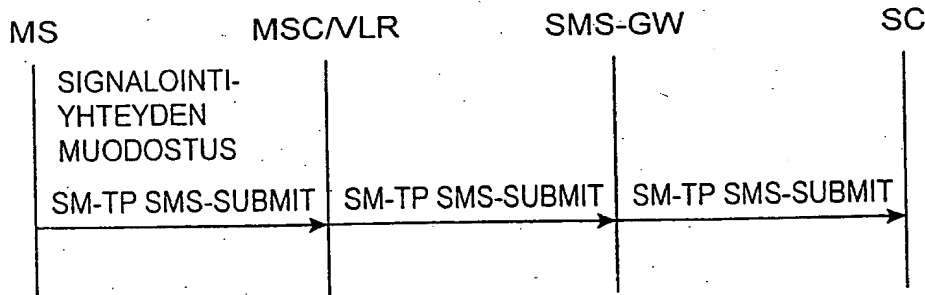 MS MSC/VLR SMS-GW SC
SIGNALOINTI-
YHTEYDEN
MUODOSTUS
SM-TP SMS-SUBMIT SM-TP SMS-SUBMIT SM-TP SMS-SUBMIT